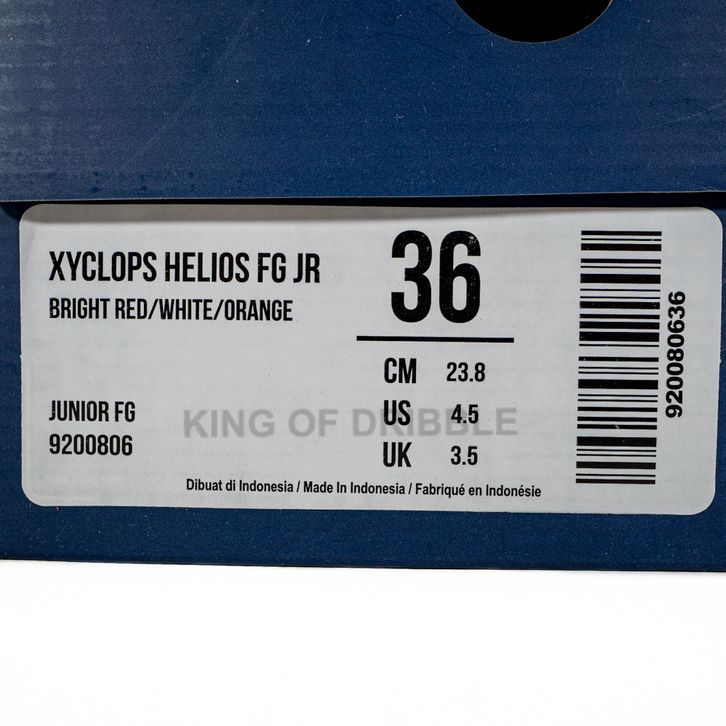 XYCLOPS HELIOS FG JR
BRIGHT RED/WHITE/ORANGE
36
CM 23.8
US 4.5
UK 3.5
JUNIOR FG
9200806
KING OF DRIBBLE
Dibuat di Indonesia / Made In Indonesia / Fabriqué en Indonésie
920080636